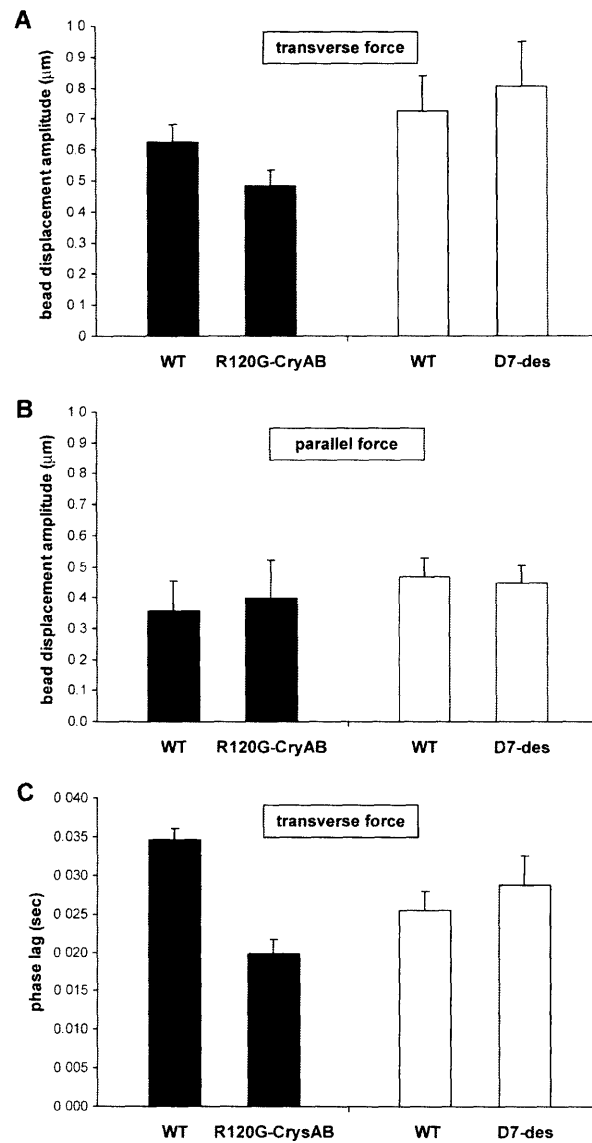 A
transverse force
bead displacement amplitude (μm)
1 0
0.9
0.8
0.7
0.6
0.5
0 4
0.3
0.2
0 1
0
WT R120G-CryAB WT D7-des
B
parallel force
bead displacement amplitude (μm)
1 0
0.9
0.8
0.7
0.6
0.5
0.4
0.3
0.2
0.1
0.0
WT R120G-CryAB WT D7-des
C
transverse force
phase lag (sec)
0 040
0.035
0.030
0.025
0.020
0.015
0 010
0.005
0 000
WT R120G-CrysAB WT D7-des